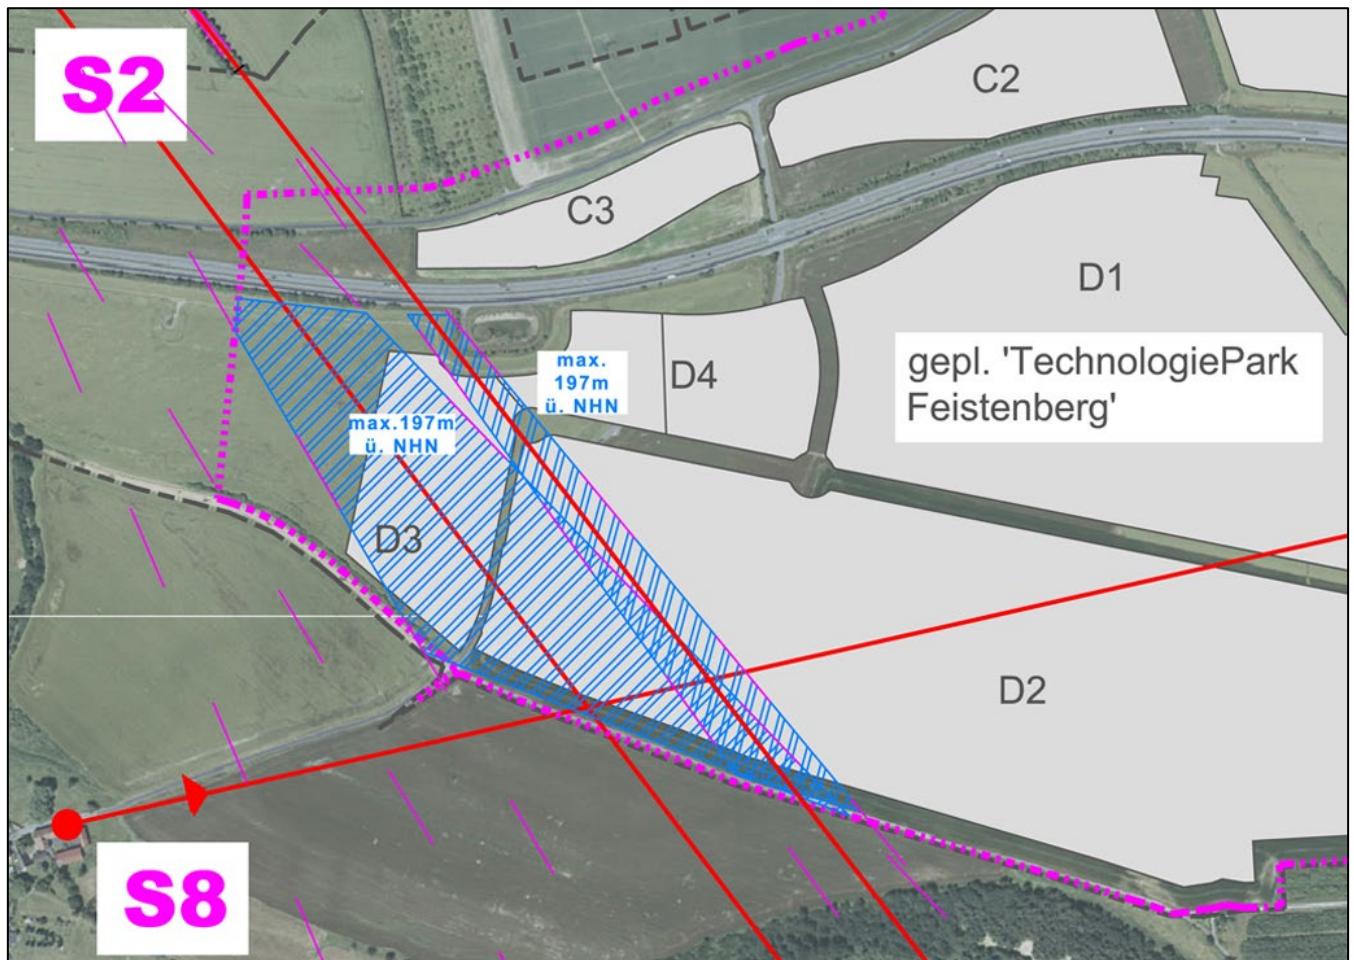 S2
C2
C3
D1
gepl. 'TechnologiePark
Feistenberg'
max.
197m
ü. NHN
D4
max.197m
ü. NHN
D3
D2
S8